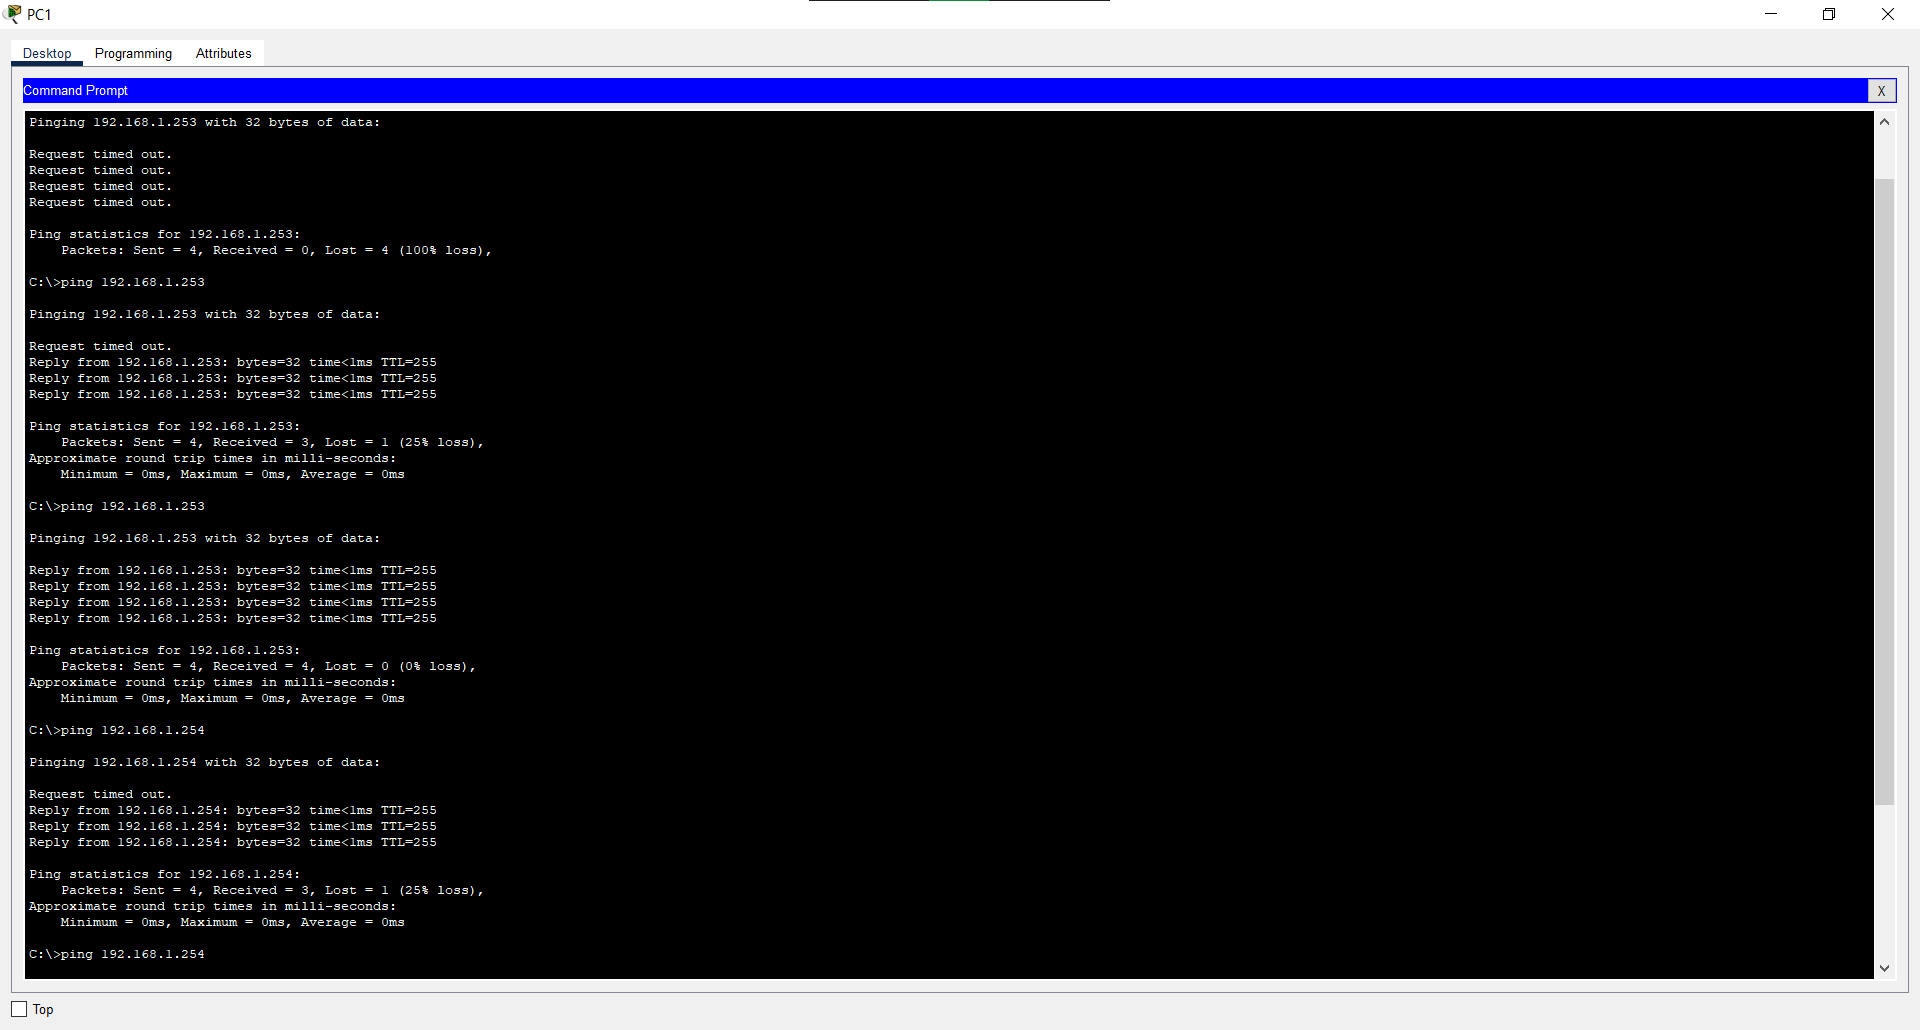 PC1
Desktop Programming Attributes
Command Prompt X
Pinging 192.168.1.253 with 32 bytes of data:
Request timed out.
Request timed out.
Request timed out.
Request timed out.
Ping statistics for 192.168.1.253:
Packets: Sent = 4, Received = 0, Lost = 4 (100% loss),
C:\>ping 192.168.1.253
Pinging 192.168.1.253 with 32 bytes of data:
Request timed out.
Reply from 192.168.1.253: bytes=32 time<1ms TTL=255
Reply from 192.168.1.253: bytes=32 time<1ms TTL=255
Reply from 192.168.1.253: bytes=32 time<1ms TTL=255
Ping statistics for 192.168.1.253:
Packets: Sent = 4, Received = 3, Lost = 1 (25% loss),
Approximate round trip times in milli-seconds:
Minimum = 0ms, Maximum = 0ms, Average = 0ms
C:\>ping 192.168.1.253
Pinging 192.168.1.253 with 32 bytes of data:
Reply from 192.168.1.253: bytes=32 time<1ms TTL=255
Reply from 192.168.1.253: bytes=32 time<1ms TTL=255
Reply from 192.168.1.253: bytes=32 time<1ms TTL=255
Reply from 192.168.1.253: bytes=32 time<1ms TTL=255
Ping statistics for 192.168.1.253:
Packets: Sent = 4, Received = 4, Lost = 0 (0% loss),
Approximate round trip times in milli-seconds:
Minimum = 0ms, Maximum = 0ms, Average = 0ms
C:\>ping 192.168.1.254
Pinging 192.168.1.254 with 32 bytes of data:
Request timed out.
Reply from 192.168.1.254: bytes=32 time<1ms TTL=255
Reply from 192.168.1.254: bytes=32 time<1ms TTL=255
Reply from 192.168.1.254: bytes=32 time<1ms TTL=255
Ping statistics for 192.168.1.254:
Packets: Sent = 4, Received = 3, Lost = 1 (25% loss),
Approximate round trip times in milli-seconds:
Minimum = 0ms, Maximum = 0ms, Average = 0ms
C:\>ping 192.168.1.254
Top